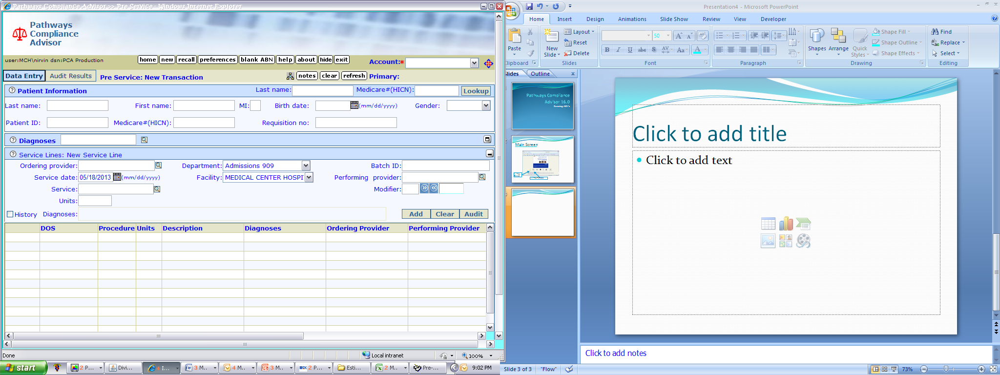 Pathways Compliance Advisor >> Pre Service - Windows Internet Explorer
Pathways
Compliance
Advisor
user:MCH\nirvin dsn:PCA Production
home new recall preferences blank ABN help about hide exit
Account:*
Data Entry Audit Results Pre Service: New Transaction
notes clear refresh Primary:
? Patient Information Last name: Medicare#(HICN): Lookup
Last name: First name: MI: Birth date: (mm/dd/yyyy) Gender:
Patient ID: Medicare#(HICN): Requisition no:
? Diagnoses
? Service Lines: New Service Line
Ordering provider: Department: Admissions 909 Batch ID:
Service date: 05/18/2013 (mm/dd/yyyy) Facility: MEDICAL CENTER HOSPI Performing provider:
Service: Modifier:
Units:
History Diagnoses: Add Clear Audit
DOS Procedure Units Description Diagnoses Ordering Provider Performing Provider
Done Local intranet 100%
start 2 P... Divi... 1 I... 3 M... 4 M... 3 M... MCK 2 P... Esti... 2 M... Pre-... 9:02 PM
Presentation4 - Microsoft PowerPoint
Home Insert Design Animations Slide Show Review View Developer
Paste
New
Slide
Layout
Reset
Delete
50
B I U abc S AV Aa A
Shapes Arrange Quick
Styles
Shape Fill
Shape Outline
Shape Effects
Find
Replace
Select
lipboard Slides Font Paragraph Drawing Editing
lides Outline x
Pathways Compliance
Advisor 16.0
Running ABN's
Main Screen
Click to add title
Click to add text
Click to add notes
Slide 3 of 3 "Flow" 73%